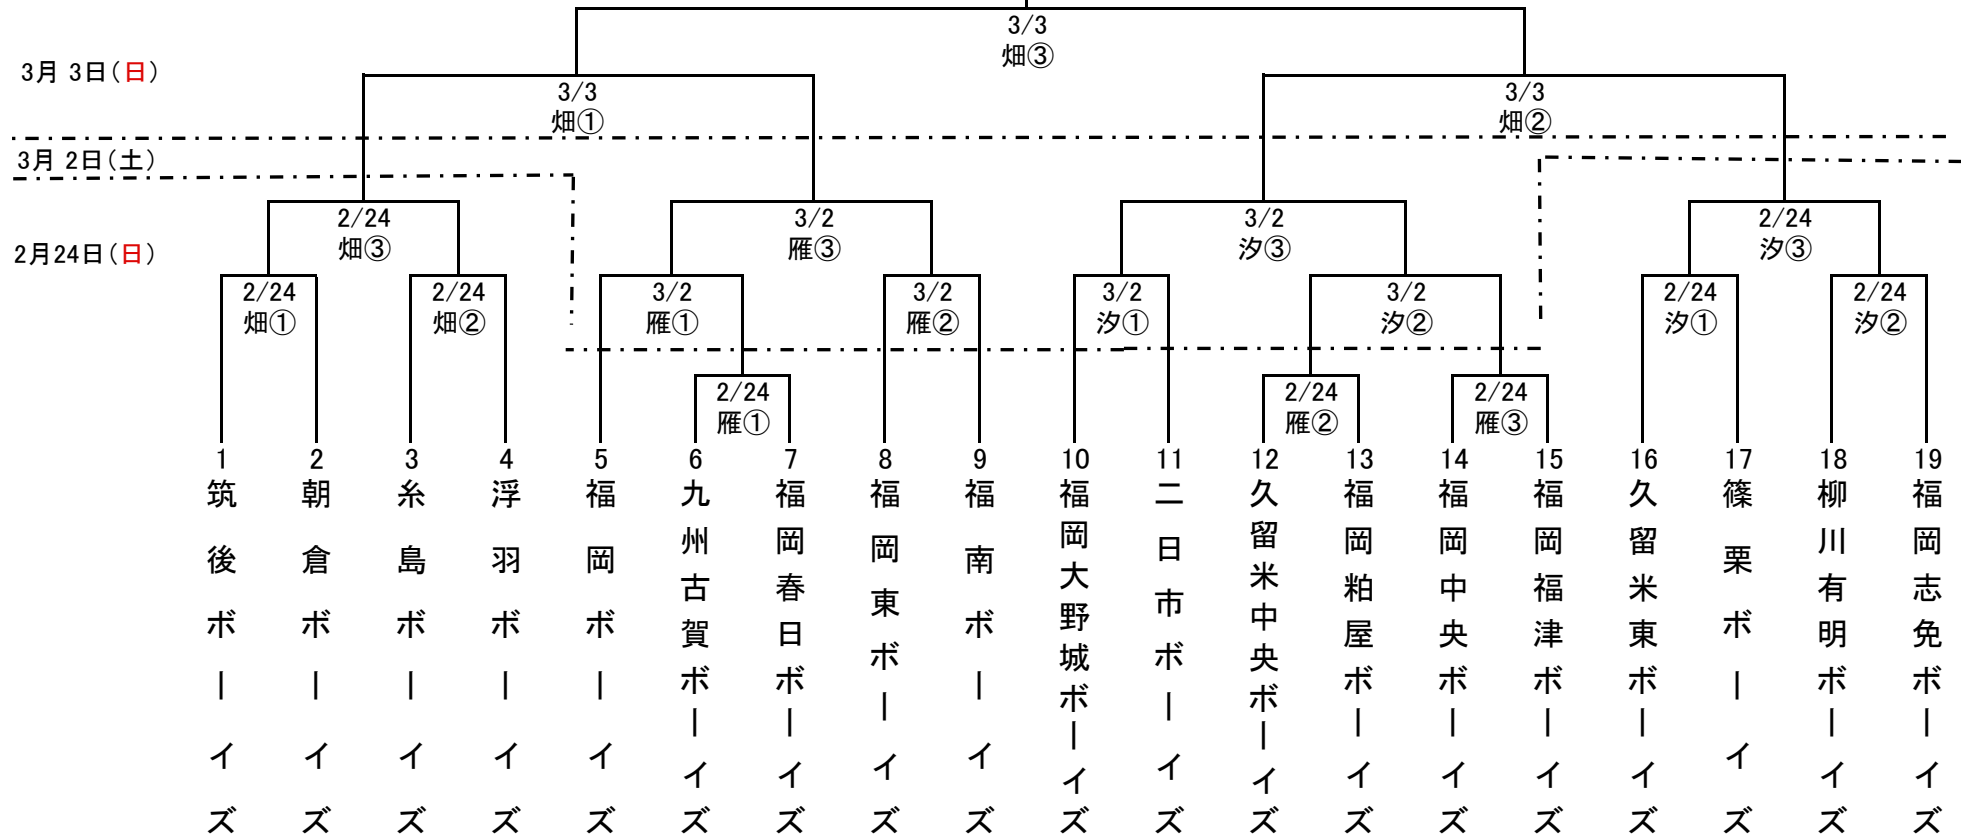 3/3
畑③
3月 3日(日)
3/3
畑①
3/3
畑②
3月 2日(土)
2/24
畑③
3/2
雁③
3/2
汐③
2/24
汐③
2月24日(日)
2/24
畑①
2/24
畑②
3/2
雁①
3/2
雁②
3/2
汐①
3/2
汐②
2/24
汐①
2/24
汐②
2/24
雁①
2/24
雁②
2/24
雁③
1
筑後ボーイズ
2
朝倉ボーイズ
3
糸島ボーイズ
4
浮羽ボーイズ
5
福岡ボーイズ
6
九州古賀ボーイズ
7
福岡春日ボーイズ
8
福岡東ボーイズ
9
福南ボーイズ
10
福岡大野城ボーイズ
11
二日市ボーイズ
12
久留米中央ボーイズ
13
福岡粕屋ボーイズ
14
福岡中央ボーイズ
15
福岡福津ボーイズ
16
久留米東ボーイズ
17
篠栗ボーイズ
18
柳川有明ボーイズ
19
福岡志免ボーイズ